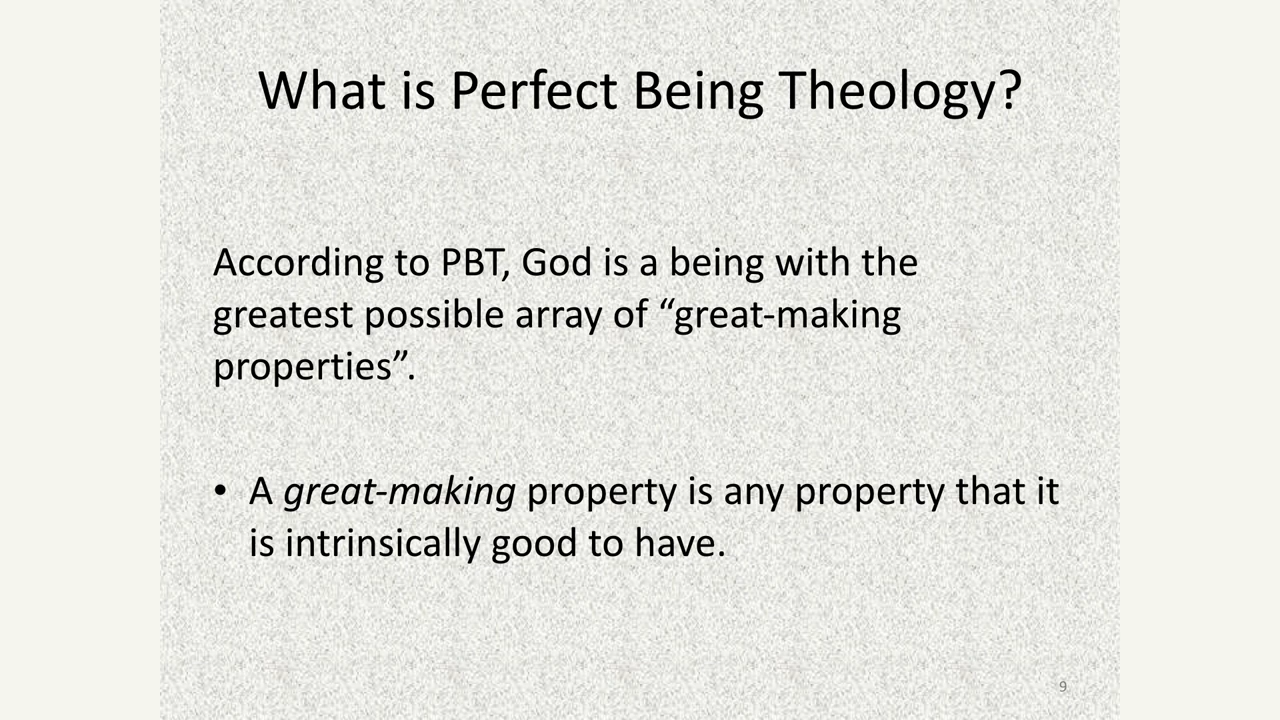 What is Perfect Being Theology?
According to PBT, God is a being with the
greatest possible array of “great-making
properties”.
• A great-making property is any property that it
is intrinsically good to have.
9